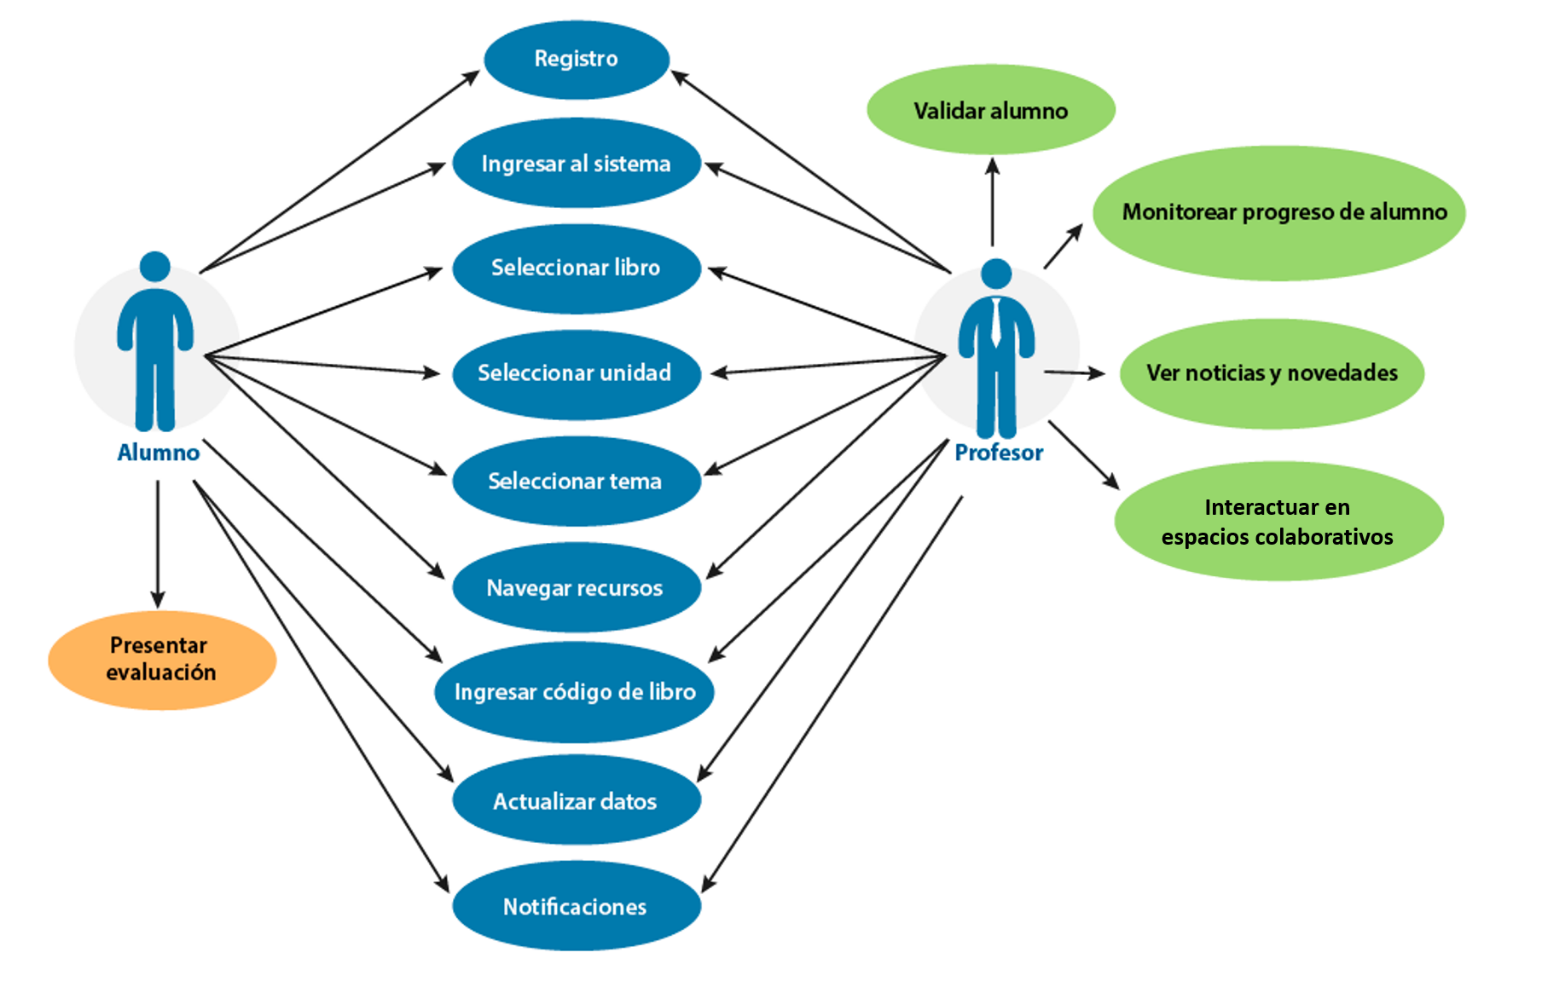 Registro
Ingresar al sistema
Seleccionar libro
Seleccionar unidad
Seleccionar tema
Navegar recursos
Ingresar código de libro
Actualizar datos
Notificaciones
Alumno
Presentar
evaluación
Profesor
Validar alumno
Monitorear progreso de alumno
Ver noticias y novedades
Interactuar en
espacios colaborativos